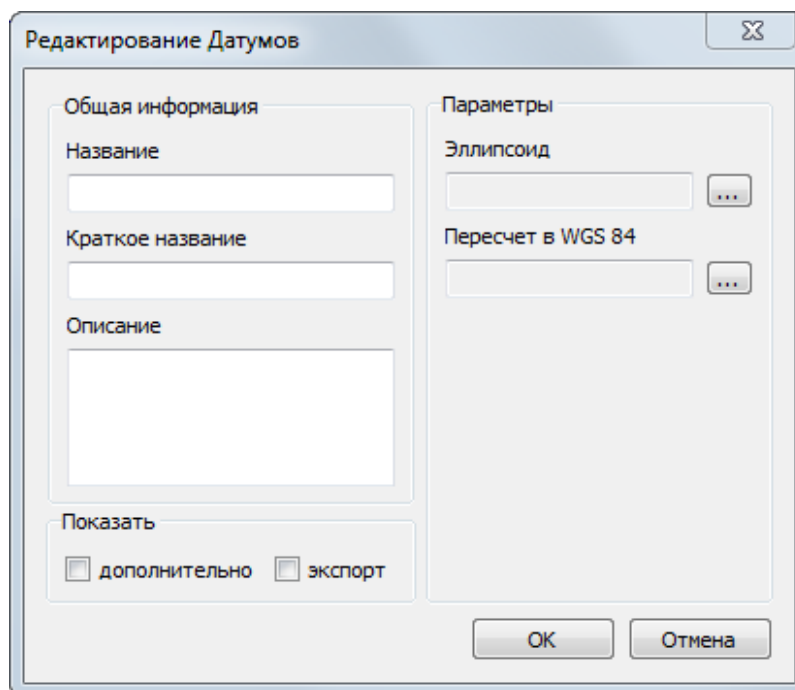 Редактирование Датумов
Общая информация
Название
Краткое название
Описание
Показать
дополнительно
экспорт
Параметры
Эллипсоид
...
Пересчет в WGS 84
...
OK
Отмена